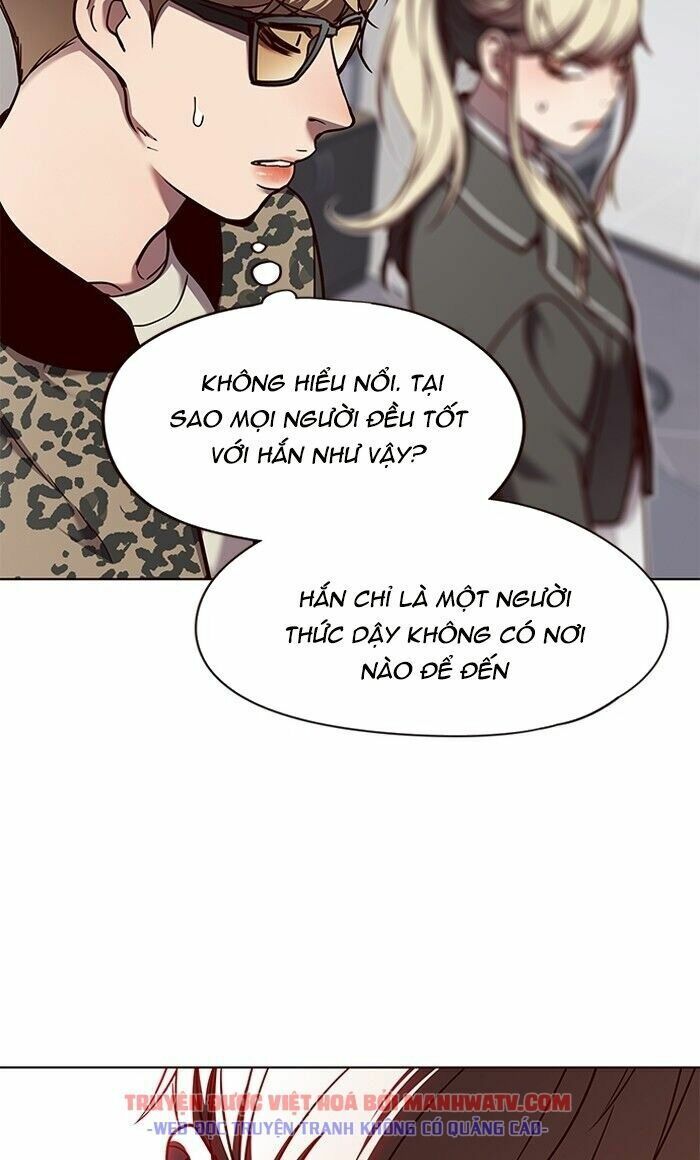 KHÔNG HIỂU NỔI. TẠI
SAO MỌI NGƯỜI ĐỀU TỐT
VỚI HẮN NHƯ VẬY?
HẮN CHỈ LÀ MỘT NGƯỜI
THỨC DẬY KHÔNG CÓ NƠI
NÀO ĐỂ ĐẾN
TRUYỆN ĐƯỢC VIỆT HOÁ BỞI MANHWATV.COM
-WEB ĐỌC TRUYỆN TRANH KHÔNG CÓ QUẢNG CÁO-